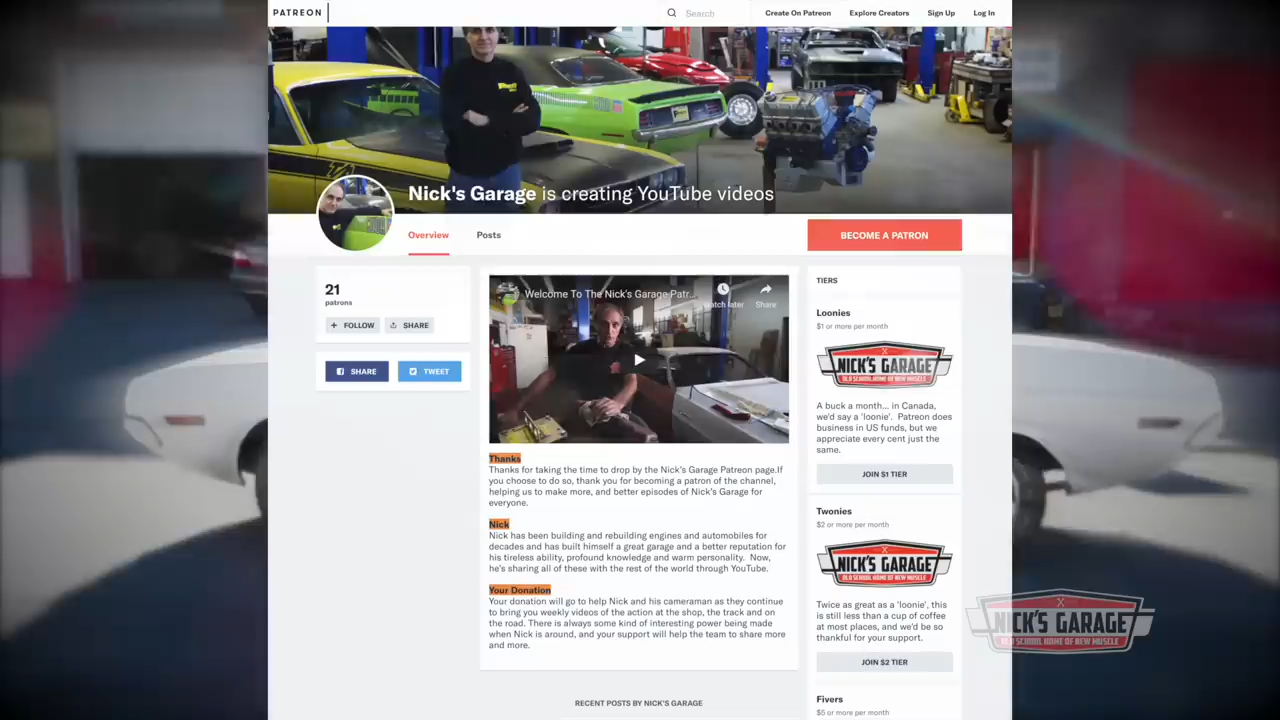 PATREON
Search
Create On Patreon
Explore Creators
Sign Up
Log In
Nick's Garage is creating YouTube videos
Overview
Posts
BECOME A PATRON
21
patrons
FOLLOW
SHARE
SHARE
TWEET
Welcome To The Nick's Garage Patr...
Watch later
Share
Thanks
Thanks for taking the time to drop by the Nick's Garage Patreon page.If
you choose to do so, thank you for becoming a patron of the channel,
helping us to make more, and better episodes of Nick's Garage for
everyone.
Nick
Nick has been building and rebuilding engines and automobiles for
decades and has built himself a great garage and a better reputation for
his tireless ability, profound knowledge and warm personality. Now,
he's sharing all of these with the rest of the world through YouTube.
Your Donation
Your donation will go to help Nick and his cameraman as they continue
to bring you weekly videos of the action at the shop, the track and on
the road. There is always some kind of interesting power being made
when Nick is around, and your support will help the team to share more
and more.
RECENT POSTS BY NICK'S GARAGE
TIERS
Loonies
$1 or more per month
NICK'S GARAGE
OLD SCHOOL HOME OF NEW MUSCLE
A buck a month... in Canada,
we'd say a 'loonie'. Patreon does
business in US funds, but we
appreciate every cent just the
same.
JOIN $1 TIER
Twonies
$2 or more per month
NICK'S GARAGE
OLD SCHOOL HOME OF NEW MUSCLE
Twice as great as a 'loonie', this
is still less than a cup of coffee
at most places, and we'd be so
thankful for your support.
JOIN $2 TIER
Fivers
$5 or more per month
NICK'S GARAGE
OLD SCHOOL HOME OF NEW MUSCLE